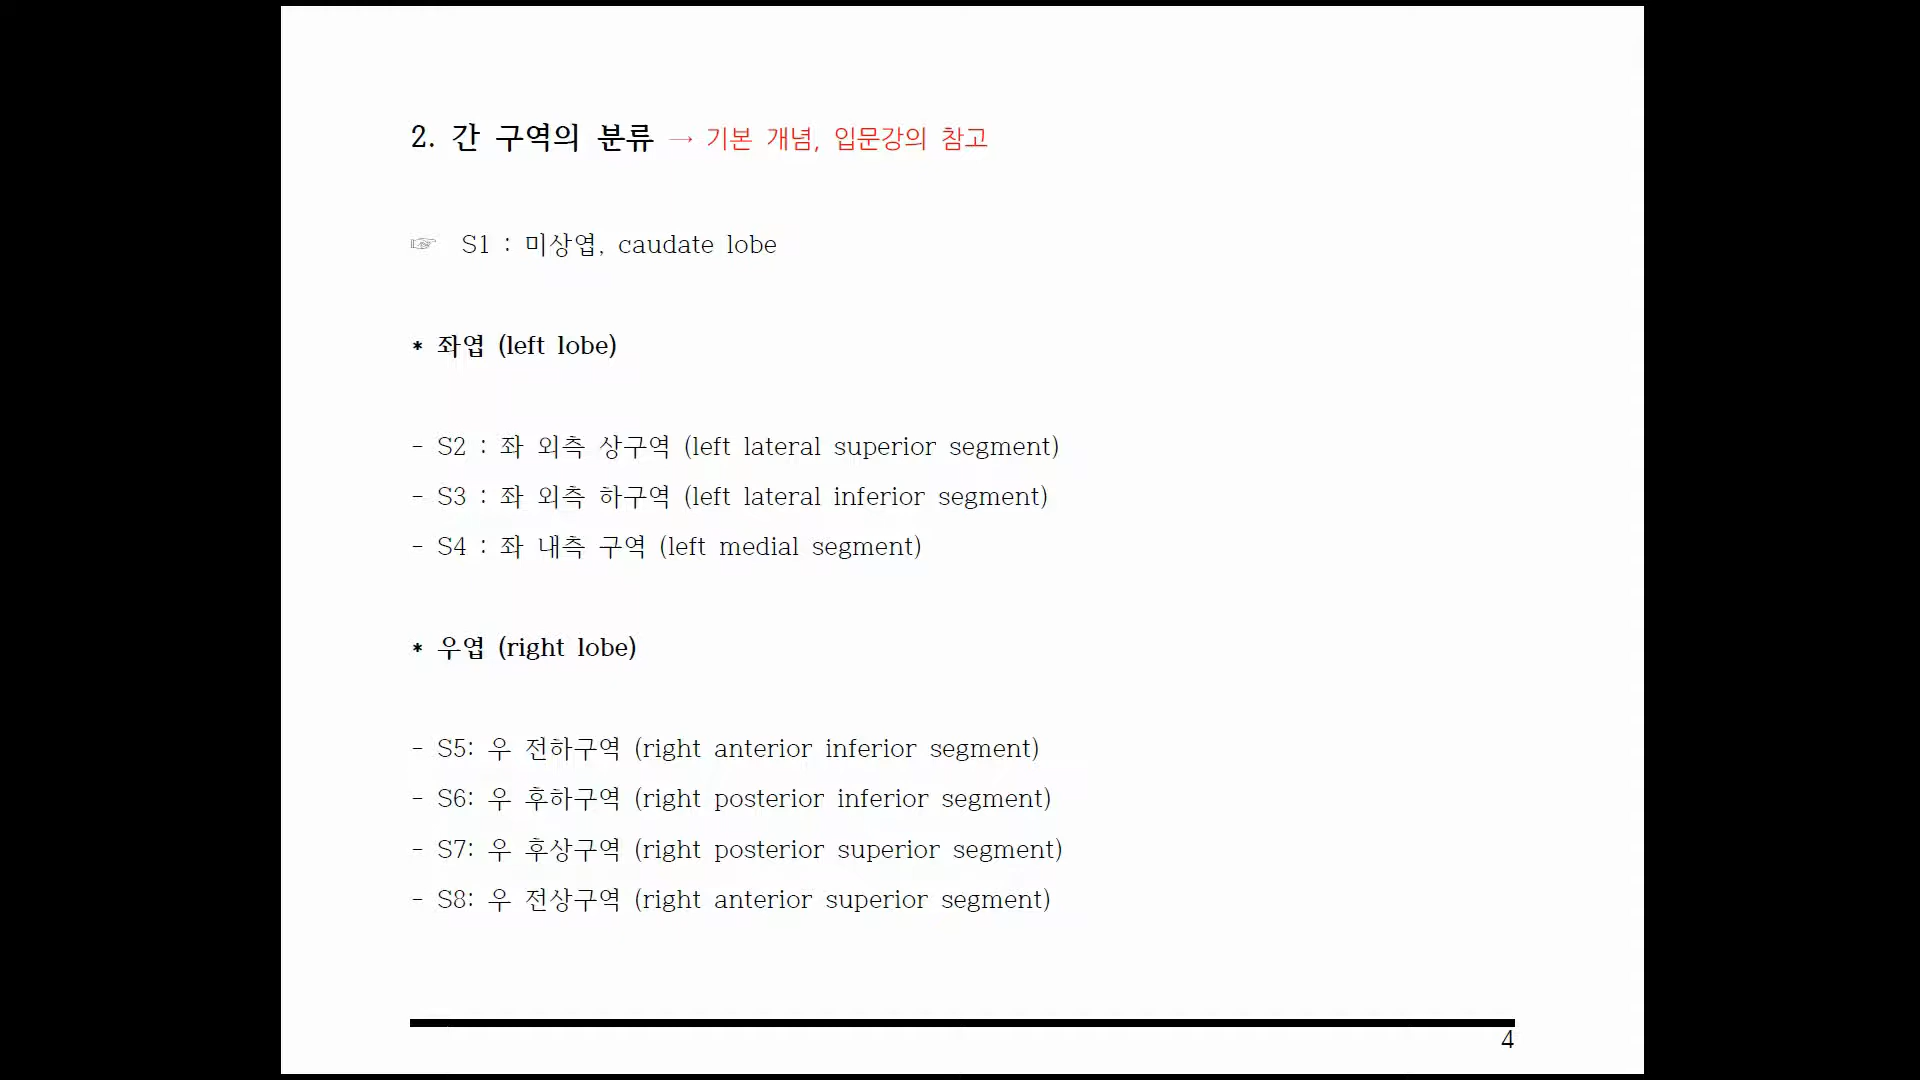 2. 간 구역의 분류 → 기본 개념, 입문강의 참고
☞ S1 : 미상엽, caudate lobe
* 좌엽 (left lobe)
- S2 : 좌 외측 상구역 (left lateral superior segment)
- S3 : 좌 외측 하구역 (left lateral inferior segment)
- S4 : 좌 내측 구역 (left medial segment)
* 우엽 (right lobe)
- S5: 우 전하구역 (right anterior inferior segment)
- S6: 우 후하구역 (right posterior inferior segment)
- S7: 우 후상구역 (right posterior superior segment)
- S8: 우 전상구역 (right anterior superior segment)
4